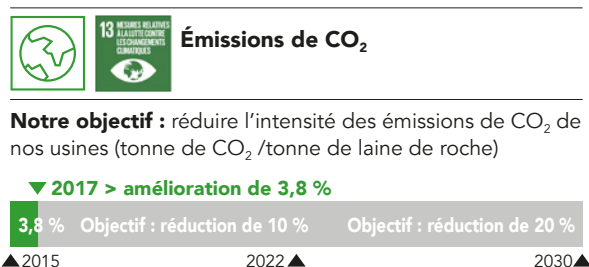 13 MESURES RELATIVES
À LA LUTTE CONTRE
LES CHANGEMENTS
CLIMATIQUES
Émissions de CO₂
Notre objectif : réduire l’intensité des émissions de CO₂ de
nos usines (tonne de CO₂ /tonne de laine de roche)
▼ 2017 > amélioration de 3,8 %
3,8 % Objectif : réduction de 10 % Objectif : réduction de 20 %
▲2015 2022▲ 2030▲